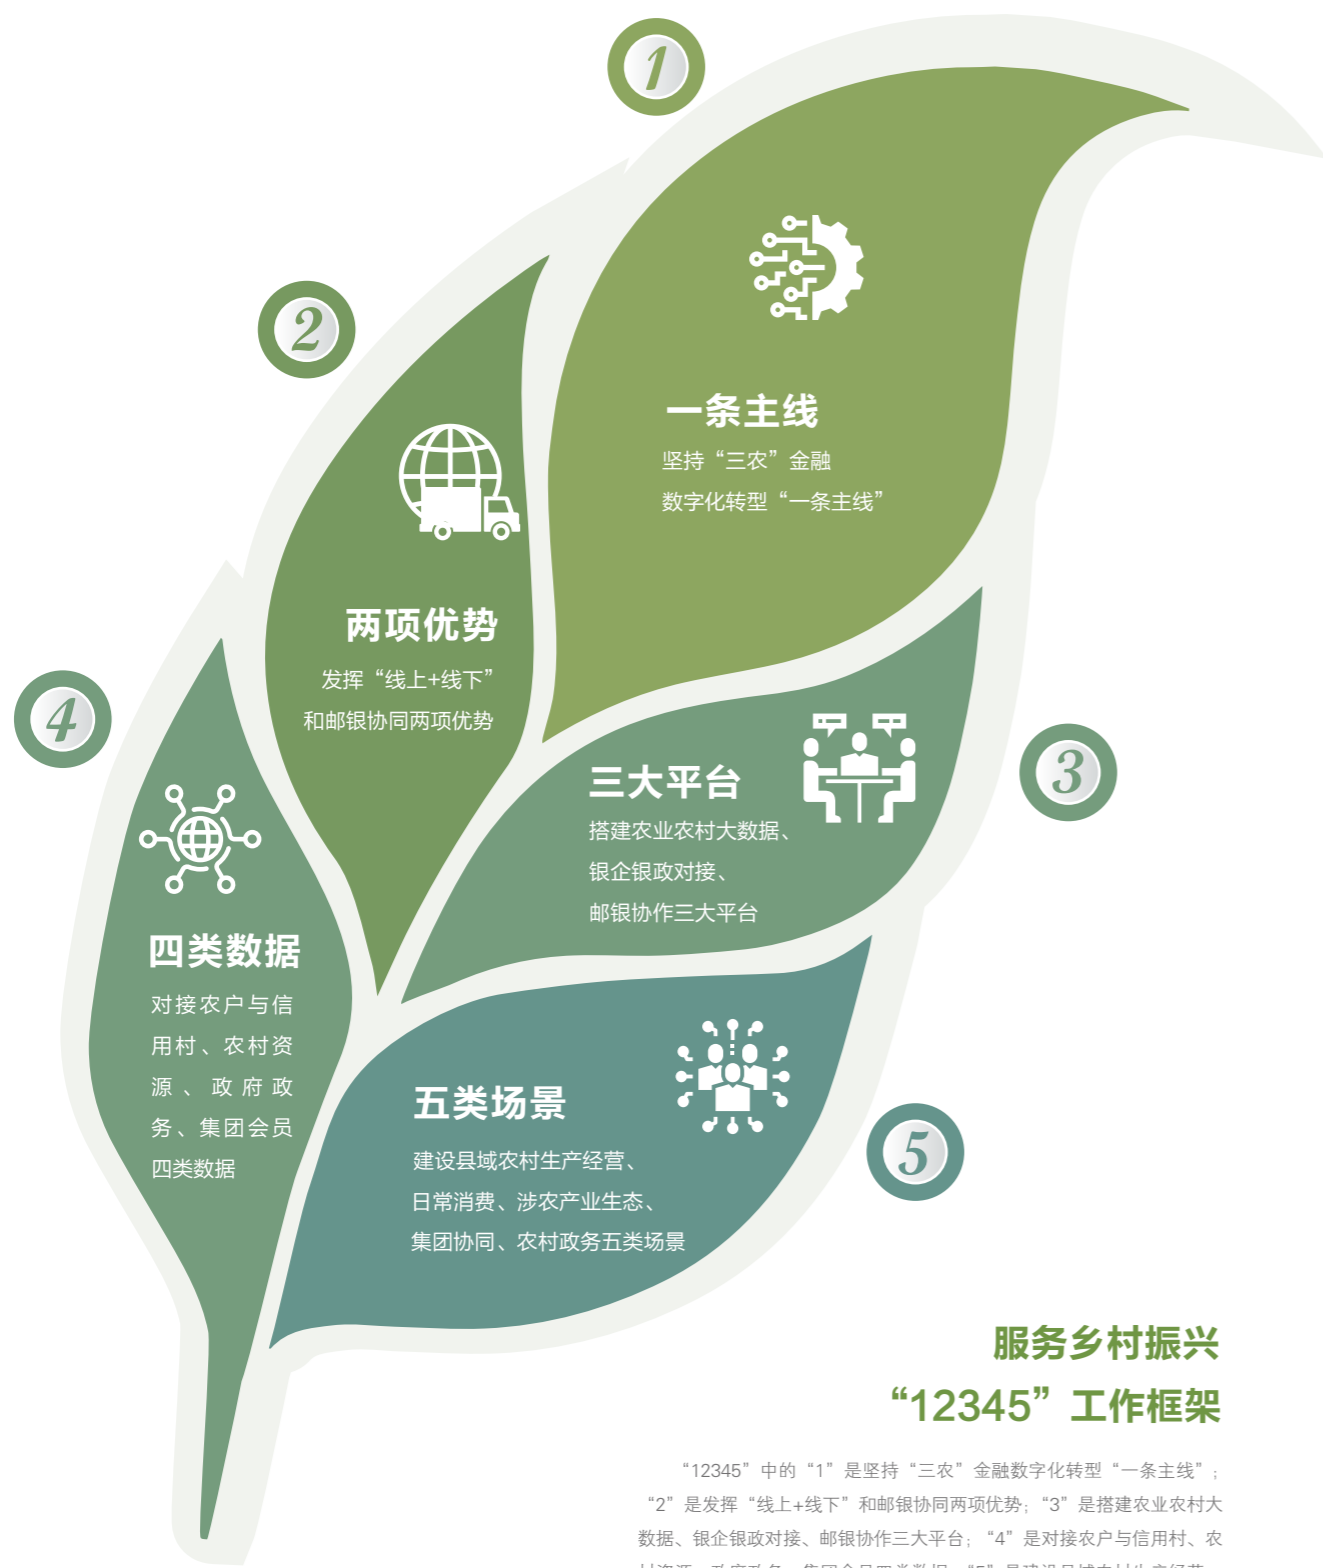 1
一条主线
坚持“三农”金融
数字化转型“一条主线”
2
两项优势
发挥“线上+线下”
和邮银协同两项优势
3
三大平台
搭建农业农村大数据、
银企银政对接、
邮银协作三大平台
4
四类数据
对接农户与信
用村、农村资
源、政府政
务、集团会员
四类数据
5
五类场景
建设县域农村生产经营、
日常消费、涉农产业生态、
集团协同、农村政务五类场景
服务乡村振兴
“12345”工作框架
“12345”中的“1”是坚持“三农”金融数字化转型“一条主线”；
“2”是发挥“线上+线下”和邮银协同两项优势；“3”是搭建农业农村大
数据、银企银政对接、邮银协作三大平台；“4”是对接农户与信用村、农